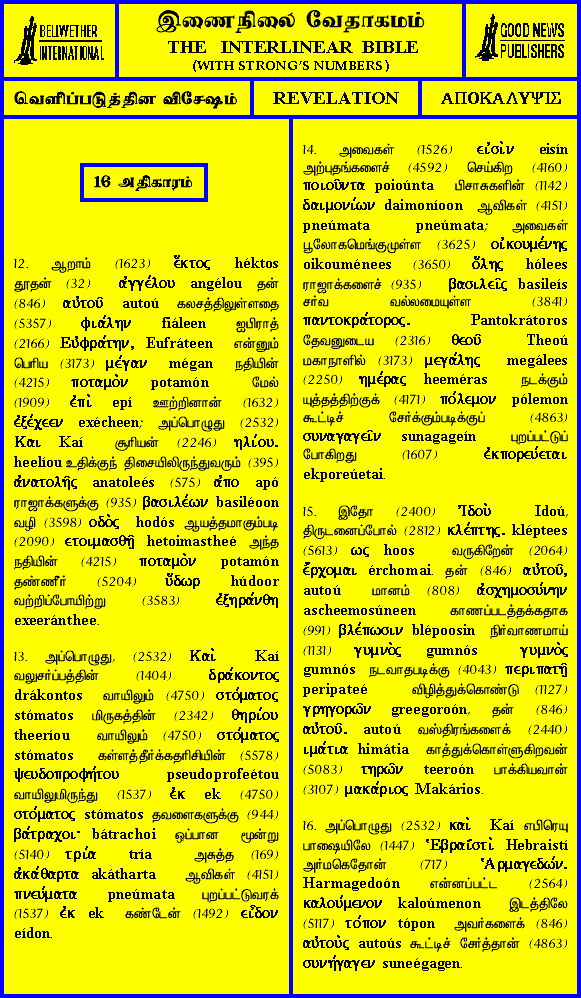 BELLWETHER
INTERNATIONAL
இணைநிலை வேதாகமம்
THE INTERLINEAR BIBLE
(WITH STRONG'S NUMBERS)
GOOD NEWS
PUBLISHERS
வெளிப்படுத்தின விசேஷம்
REVELATION
ΑΠΟΚΑΛΥΨΙΣ
16 அதிகாரம்
12. ஆறாம் (1623) ἕκτος héktos
தூதன் (32) ἀγγέλου angélou தன்
(846) αὐτοῦ autoú கலசத்திலுள்ளதை
(5357) φιάλην fiáleen ஐபிராத்
(2166) Εὐφράτην, Eufráteen என்னும்
பெரிய (3173) μέγαν mégan நதியின்
(4215) ποταμὸν potamón மேல்
(1909) ἐπὶ epí ஊற்றினான் (1632)
ἐξέχεεν exécheen; அப்பொழுது (2532)
Και Kaí சூரியன் (2246) ηλίου.
heelíou உதிக்குந் திசையிலிருந்துவரும் (395)
ἀνατολῆς anatoleés (575) ἀπο apó
ராஜாக்களுக்கு (935) βασιλέων basiléoon
வழி (3598) οδὸς hodós ஆயத்தமாகும்படி
(2090) ετοιμασθῇ hetoimastheé அந்த
நதியின் (4215) ποταμὸν potamón
தண்ணீர் (5204) ὕδωρ húdoor
வற்றிப்போயிற்று (3583) ἐξηράνθη
exeeránthee.
13. அப்பொழுது, (2532) Καὶ Kaí
வலுசர்ப்பத்தின் (1404) δράκοντος
drákontos வாயிலும் (4750) στόματος
stómatos மிருகத்தின் (2342) θηρίου
theeríou வாயிலும் (4750) στόματος
stómatos கள்ளத்தீர்க்கதரிசியின் (5578)
ψευδοπροφήτου pseudoprofeétou
வாயிலுமிருந்து (1537) ἐκ ek (4750)
στόματος stómatos தவளைகளுக்கு (944)
βάτραχοι· bátrachoi ஒப்பான மூன்று
(5140) τρία tría அசுத்த (169)
ἀκάθαρτα akátharta ஆவிகள் (4151)
πνεύματα pneúmata புறப்பட்டுவரக்
(1537) ἐκ ek கண்டேன் (1492) εἶδον
eídon.
14. அவைகள் (1526) εἰσὶν eisín
அற்புதங்களைச் (4592) செய்கிற (4160)
ποιοῦντα poioúnta பிசாசுகளின் (1142)
δαιμονίων daimoníoon ஆவிகள் (4151)
pneúmata pneúmata; அவைகள்
பூலோகமெங்குமுள்ள (3625) οἰκουμένης
oikouménees (3650) ὅλης hólees
ராஜாக்களைச் (935) βασιλεῖς basileís
சர்வ வல்லமையுள்ள (3841)
παντοκράτορος. Pantokrátoros
தேவனுடைய (2316) θεοῦ Theoú
மகாநாளில் (3173) μεγάλης megálees
(2250) ημέρας heeméras நடக்கும்
யுத்தத்திற்குக் (4171) πόλεμον pólemon
கூட்டிச் சேர்க்கும்படிக்குப் (4863)
συναγαγεῖν sunagageín புறப்பட்டுப்
போகிறது (1607) ἐκπορεύεται
ekporeúetai.
15. இதோ (2400) Ἰδοὺ Idoú,
திருடனைப்போல் (2812) κλέπτης. kléptees
(5613) ως hoos வருகிறேன் (2064)
ἔρχομαι érchomai. தன் (846) αὐτοῦ,
autoú மானம் (808) ἀσχημοσύνην
ascheemosúneen காணப்படத்தக்கதாக
(991) βλέπωσιν blépoosin நிர்வாணமாய்
(1131) γυμνὸς gumnós γυμνὸς
gumnós நடவாதபடிக்கு (4043) περιπατῇ
peripateé விழித்துக்கொண்டு (1127)
γρηγορῶν greegoroón, தன் (846)
αὐτοῦ. autoú வஸ்திரங்களைக் (2440)
ιμάτια himátia காத்துக்கொள்ளுகிறவன்
(5083) τηρῶν teeroón பாக்கியவான்
(3107) μακάριος Makários.
16. அப்பொழுது (2532) καὶ Kaí எபிரெயு
பாஷையிலே (1447) Ἑβραΐστὶ Hebraistí
அர்மகெதோன் (717) Ἁρμαγεδών.
Harmagedoón என்னப்பட்ட (2564)
καλούμενον kaloúmenon இடத்திலே
(5117) τόπον tópon அவர்களைக் (846)
αὐτοὺς autoús கூட்டிச் சேர்த்தான் (4863)
συνήγαγεν suneégagen.